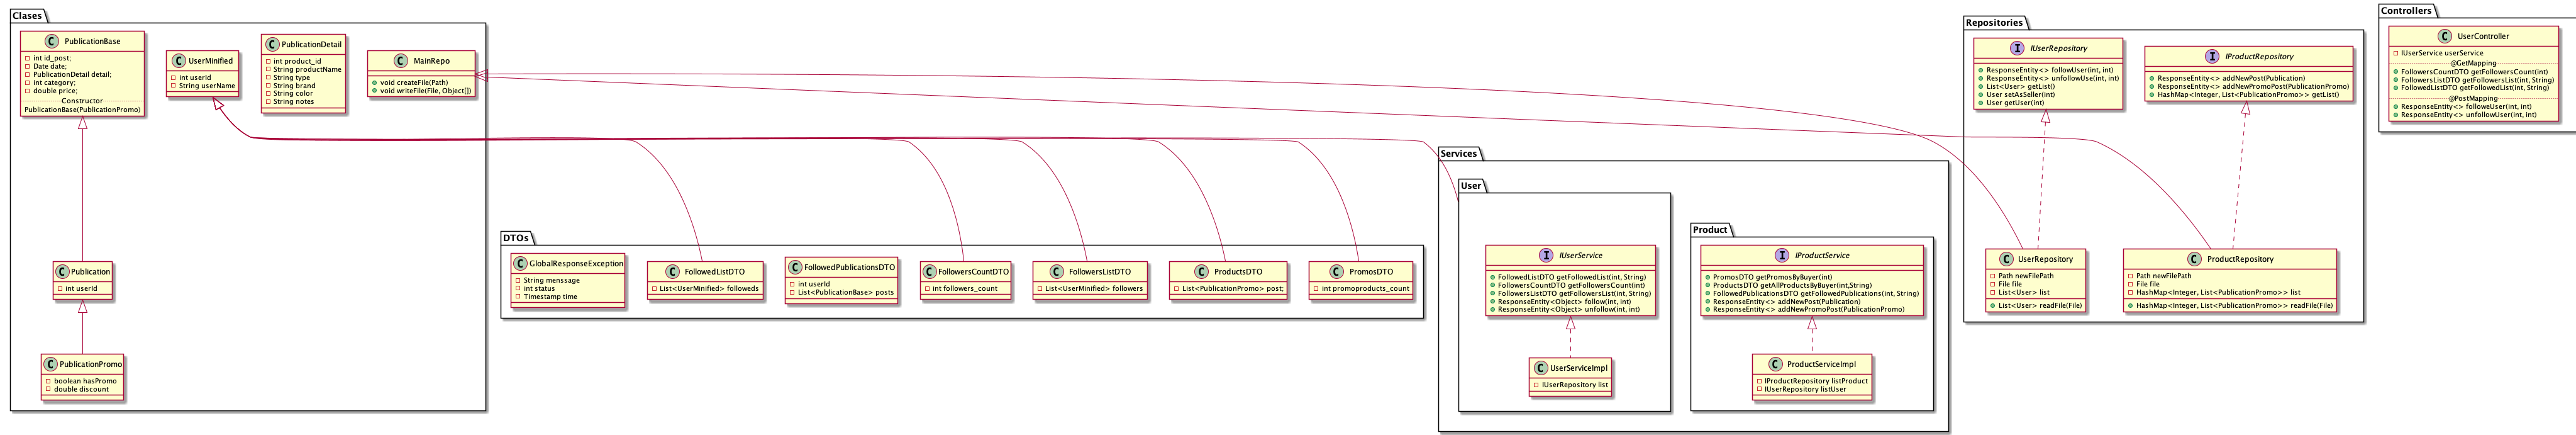 Clases
PublicationBase
int id_post;
Date date;
PublicationDetail detail;
int category;
double price;
Constructor
PublicationBase(PublicationPromo)
UserMinified
int userId
String userName
PublicationDetail
int product_id
String productName
String type
String brand
String color
String notes
MainRepo
void createFile(Path)
void writeFile(File, Object[])
Publication
int userId
PublicationPromo
boolean hasPromo
double discount
DTOs
GlobalResponseException
String menssage
int status
Timestamp time
FollowedListDTO
List<UserMinified> followeds
FollowedPublicationsDTO
int userId
List<PublicationBase> posts
FollowersCountDTO
int followers_count
FollowersListDTO
List<UserMinified> followers
ProductsDTO
List<PublicationPromo> post;
PromosDTO
int promoproducts_count
Services
User
IUserService
FollowedListDTO getFollowedList(int, String)
FollowersCountDTO getFollowersCount(int)
FollowersListDTO getFollowersList(int, String)
ResponseEntity<Object> follow(int, int)
ResponseEntity<Object> unfollow(int, int)
UserServiceImpl
IUserRepository list
Product
IProductService
PromosDTO getPromosByBuyer(int)
ProductsDTO getAllProductsByBuyer(int,String)
FollowedPublicationsDTO getFollowedPublications(int, String)
ResponseEntity<> addNewPost(Publication)
ResponseEntity<> addNewPromoPost(PublicationPromo)
ProductServiceImpl
IProductRepository listProduct
IUserRepository listUser
Repositories
IUserRepository
ResponseEntity<> followUser(int, int)
ResponseEntity<> unfollowUse(int, int)
List<User> getList()
User setAsSeller(int)
User getUser(int)
IProductRepository
ResponseEntity<> addNewPost(Publication)
ResponseEntity<> addNewPromoPost(PublicationPromo)
HashMap<Integer, List<PublicationPromo>> getList()
UserRepository
Path newFilePath
File file
List<User> list
List<User> readFile(File)
ProductRepository
Path newFilePath
File file
HashMap<Integer, List<PublicationPromo>> list
HashMap<Integer, List<PublicationPromo>> readFile(File)
Controllers
UserController
IUserService userService
@GetMapping
FollowersCountDTO getFollowersCount(int)
FollowersListDTO getFollowersList(int, String)
FollowedListDTO getFollowedList(int, String)
@PostMapping
ResponseEntity<> followeUser(int, int)
ResponseEntity<> unfollowUser(int, int)